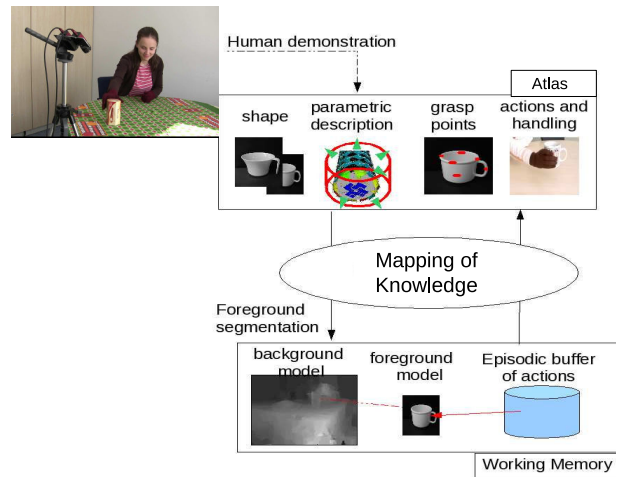 Human demonstration
Atlas
shape
parametric
description
grasp
points
actions and
handling
Mapping of
Knowledge
Foreground
segmentation
background
model
foreground
model
Episodic buffer
of actions
Working Memory